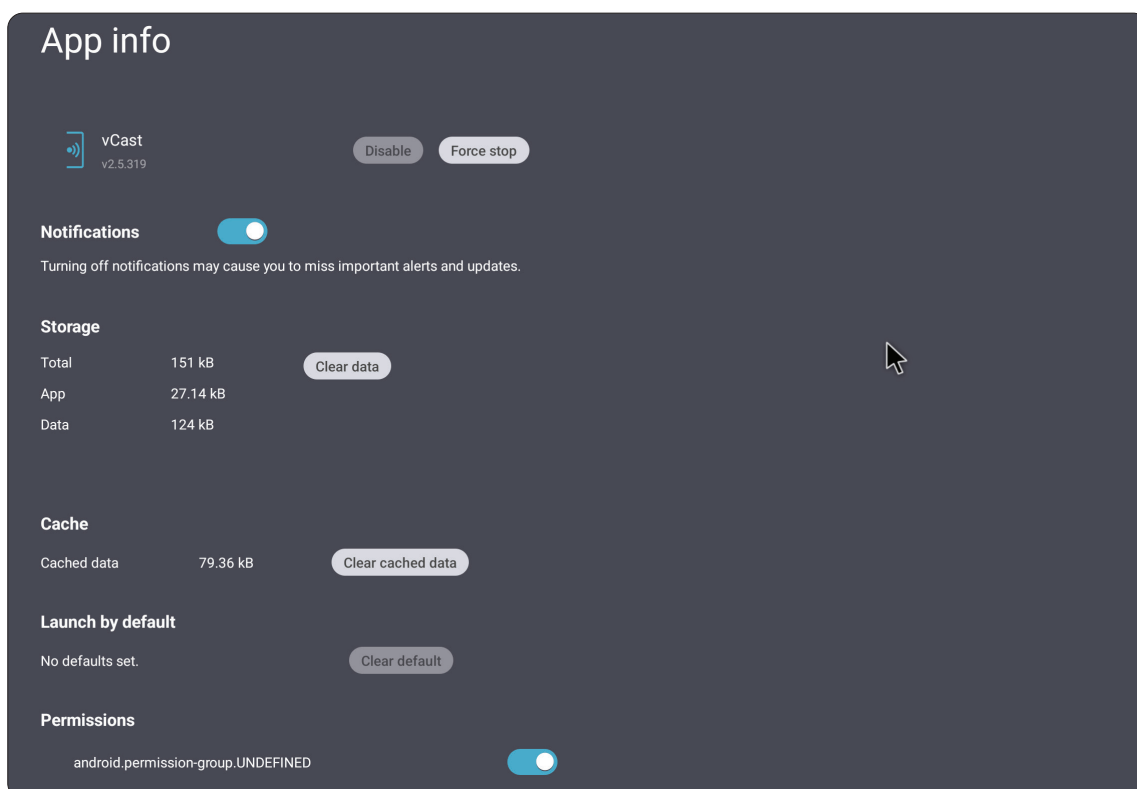 App info
vCast
v2.5.319
Disable
Force stop
Notifications
Turning off notifications may cause you to miss important alerts and updates.
Storage
Total 151 kB Clear data
App 27.14 kB
Data 124 kB
Cache
Cached data 79.36 kB Clear cached data
Launch by default
No defaults set. Clear default
Permissions
android.permission-group.UNDEFINED